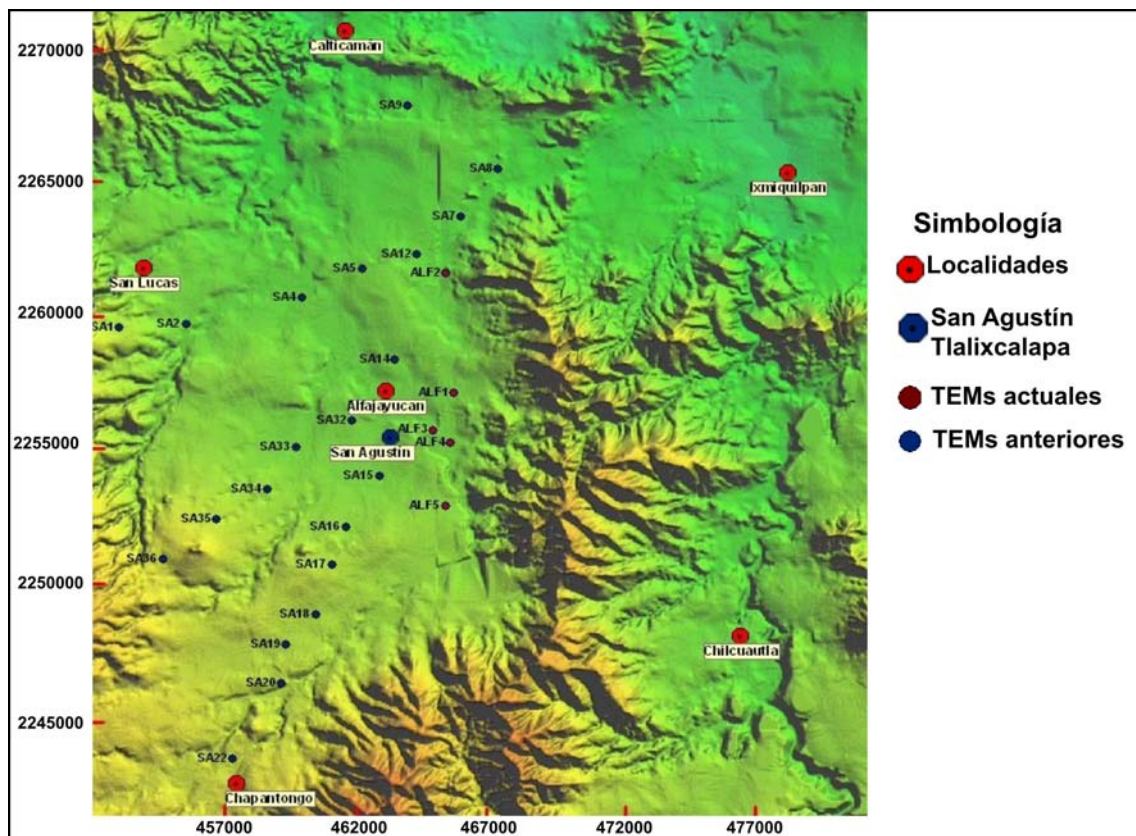 2270000
Calticamán
SA9
2265000
SA8
Ixmiquilpan
SA7
SA12
SA5
ALF2
San Lucas
SA4
2260000
SA1
SA2
SA14
Alfajayucan
ALF1
SA32
ALF3
ALF4
2255000
SA33
San Agustín
SA15
SA34
ALF5
SA35
SA16
SA36
SA17
2250000
SA18
SA19
Chilcuautla
SA20
2245000
SA22
Chapantongo
457000 462000 467000 472000 477000
Simbología
Localidades
San Agustín
Tlalixcalapa
TEMs actuales
TEMs anteriores